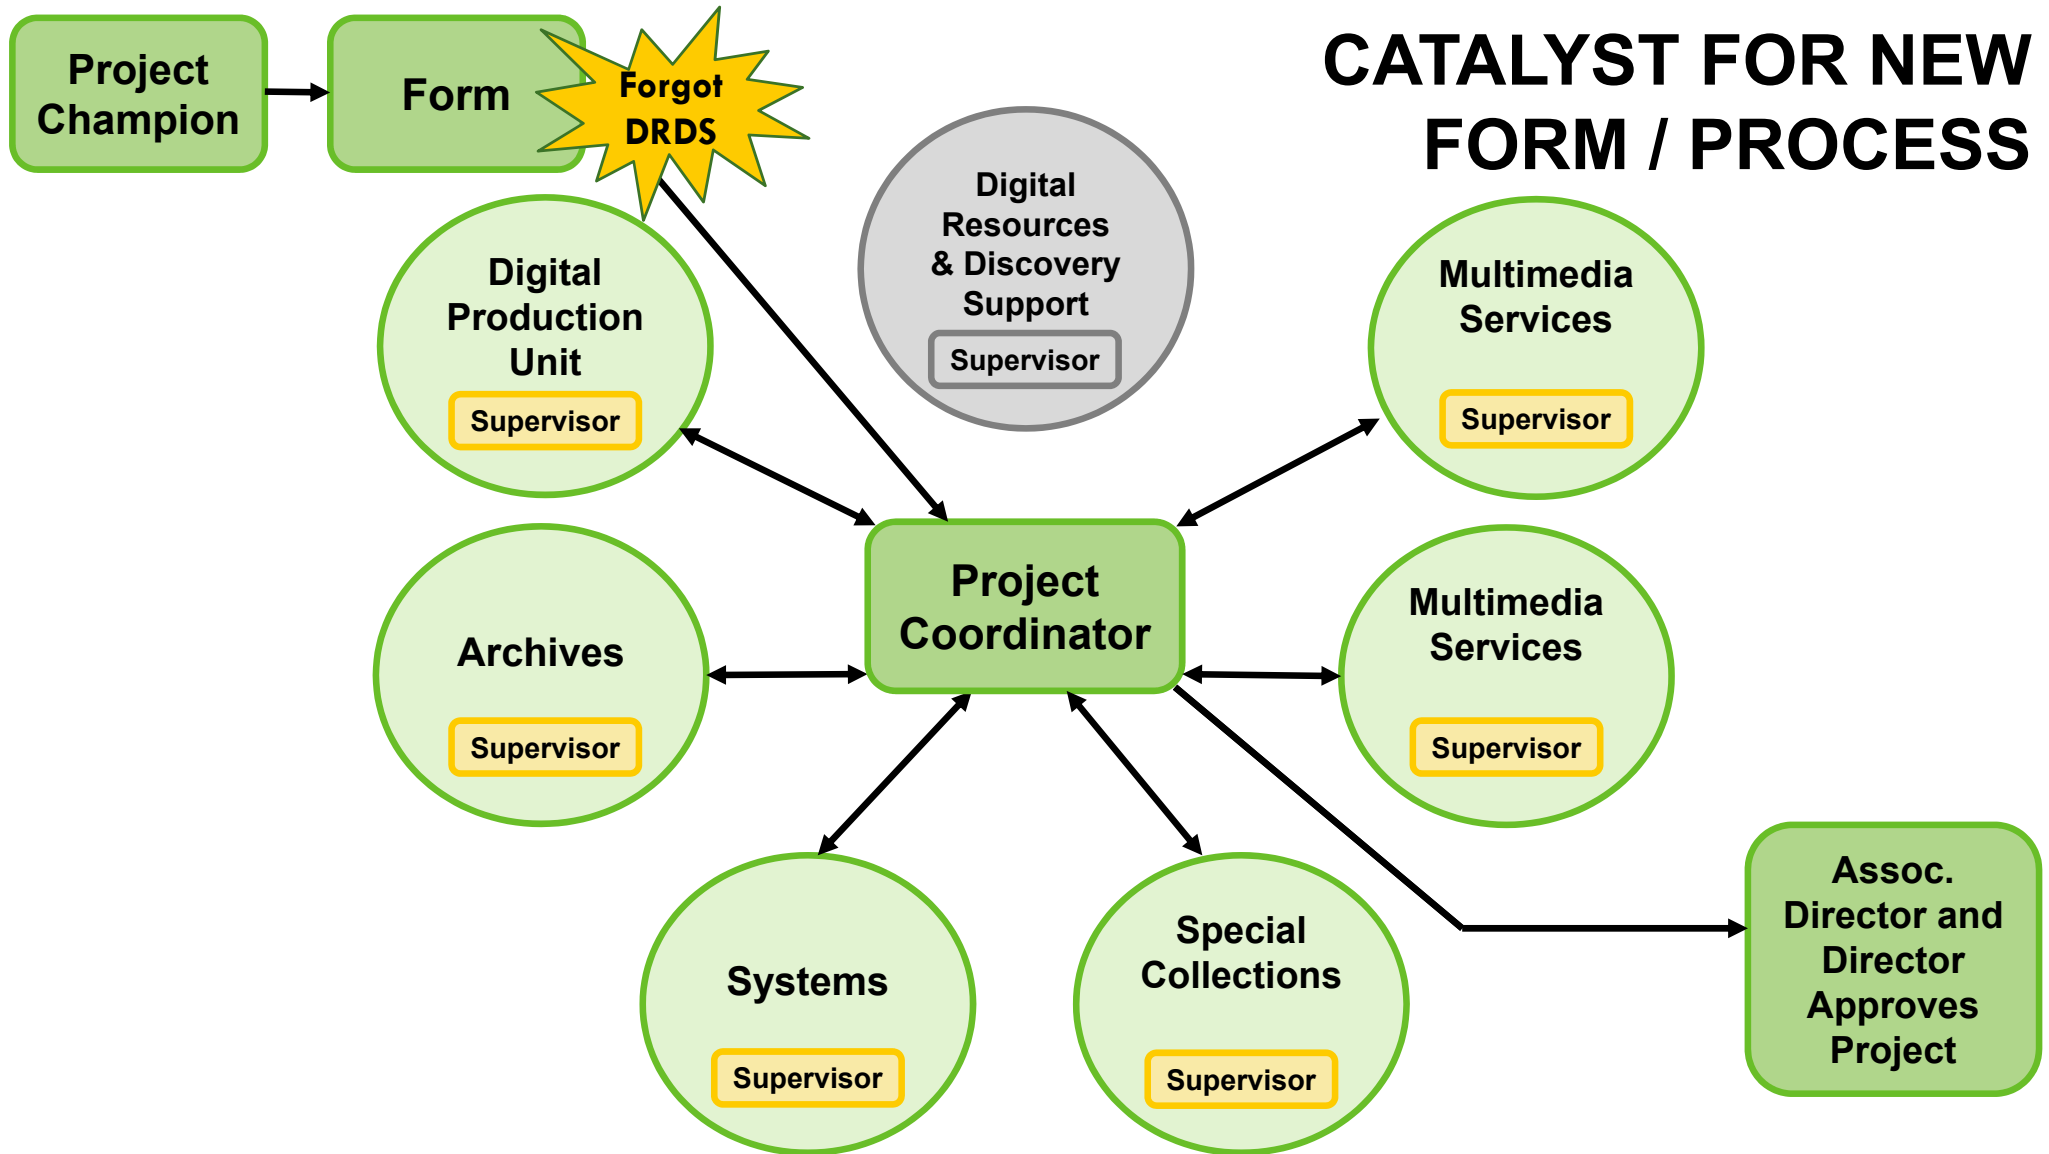 CATALYST FOR NEW
FORM / PROCESS
Project
Champion
Form
Forgot
DRDS
Digital
Resources
& Discovery
Support
Supervisor
Digital
Production
Unit
Supervisor
Multimedia
Services
Supervisor
Project
Coordinator
Archives
Supervisor
Multimedia
Services
Supervisor
Systems
Supervisor
Special
Collections
Supervisor
Assoc.
Director and
Director
Approves
Project